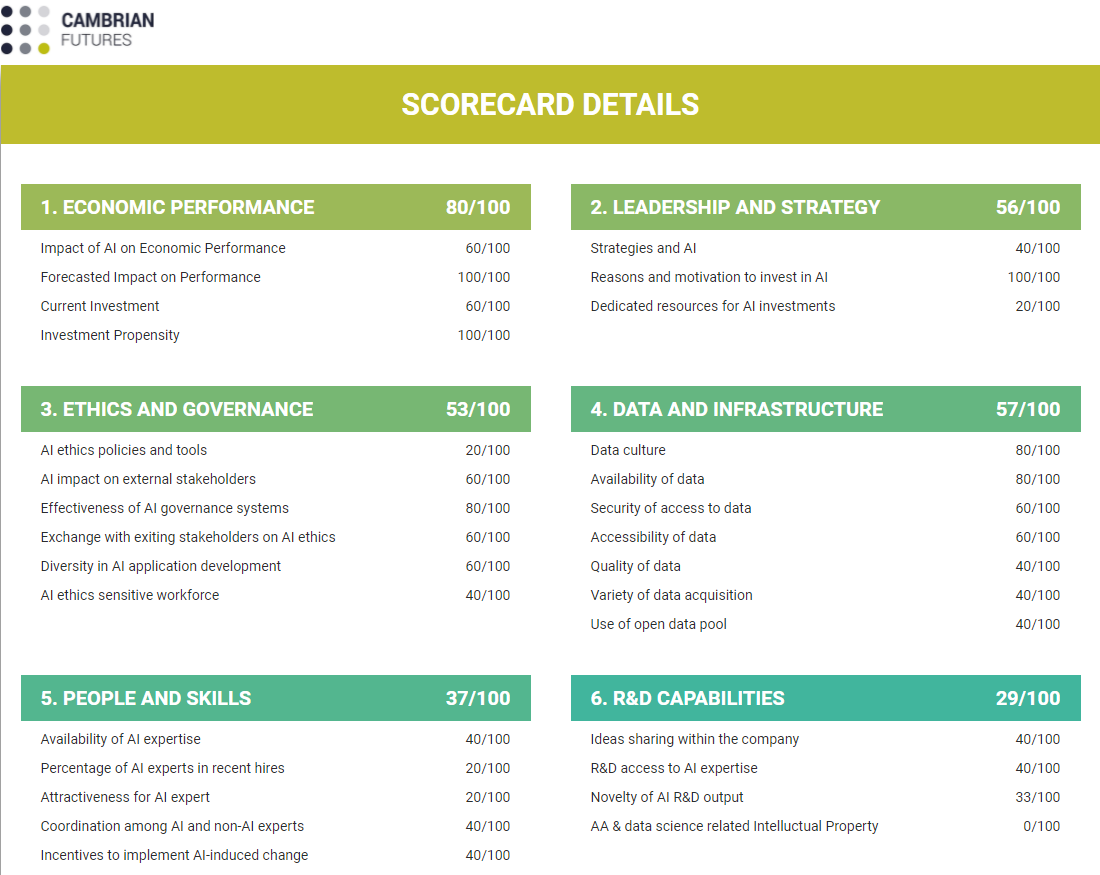 CAMBRIAN
FUTURES
SCORECARD DETAILS
1. ECONOMIC PERFORMANCE 80/100
Impact of AI on Economic Performance 60/100
Forecasted Impact on Performance 100/100
Current Investment 60/100
Investment Propensity 100/100
2. LEADERSHIP AND STRATEGY 56/100
Strategies and AI 40/100
Reasons and motivation to invest in AI 100/100
Dedicated resources for AI investments 20/100
3. ETHICS AND GOVERNANCE 53/100
AI ethics policies and tools 20/100
AI impact on external stakeholders 60/100
Effectiveness of AI governance systems 80/100
Exchange with exiting stakeholders on AI ethics 60/100
Diversity in AI application development 60/100
AI ethics sensitive workforce 40/100
4. DATA AND INFRASTRUCTURE 57/100
Data culture 80/100
Availability of data 80/100
Security of access to data 60/100
Accessibility of data 60/100
Quality of data 40/100
Variety of data acquisition 40/100
Use of open data pool 40/100
5. PEOPLE AND SKILLS 37/100
Availability of AI expertise 40/100
Percentage of AI experts in recent hires 20/100
Attractiveness for AI expert 20/100
Coordination among AI and non-AI experts 40/100
Incentives to implement AI-induced change 40/100
6. R&D CAPABILITIES 29/100
Ideas sharing within the company 40/100
R&D access to AI expertise 40/100
Novelty of AI R&D output 33/100
AA & data science related Intelluctual Property 0/100